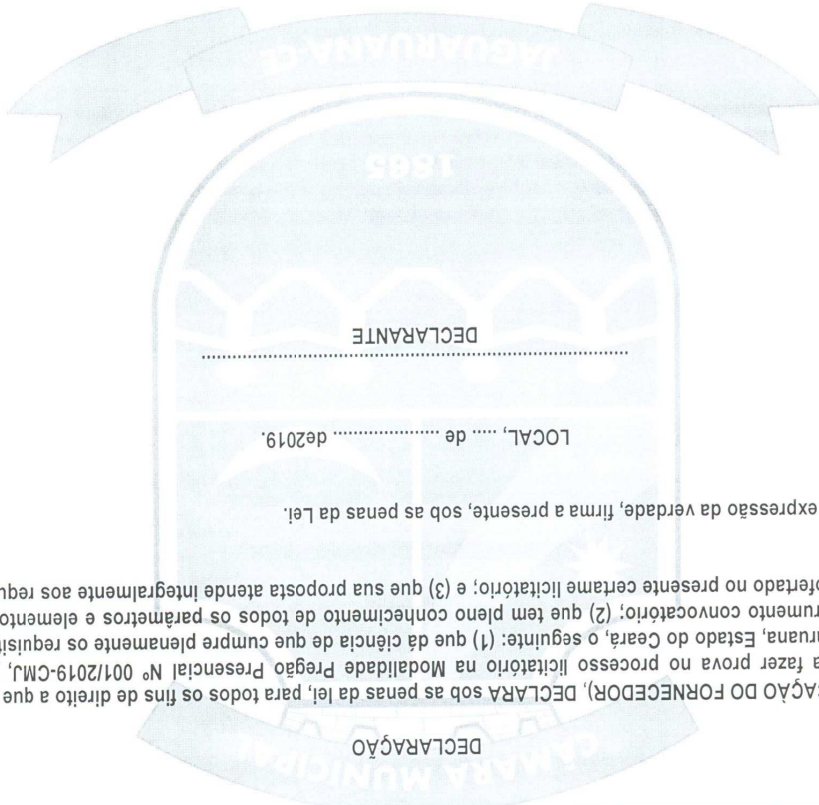 CÂMARA MUNICIPAL
DECLARAÇÃO
CAÇÃO DO FORNECEDOR), DECLARA sob as penas da lei, para todos os fins de direito a que
a fazer prova no processo licitatório na Modalidade Pregão Presencial Nº 001/2019-CMJ,
aruana, Estado do Ceará, o seguinte: (1) que dá ciência de que cumpre plenamente os requisi
rumento convocatório; (2) que tem pleno conhecimento de todos os parâmetros e elemento
ofertado no presente certame licitatório; e (3) que sua proposta atende integralmente aos requ
expressão da verdade, firma a presente, sob as penas da Lei.
LOCAL, ..... de ...................... de2019.
DECLARANTE
1865
JAGUARUANA-CE